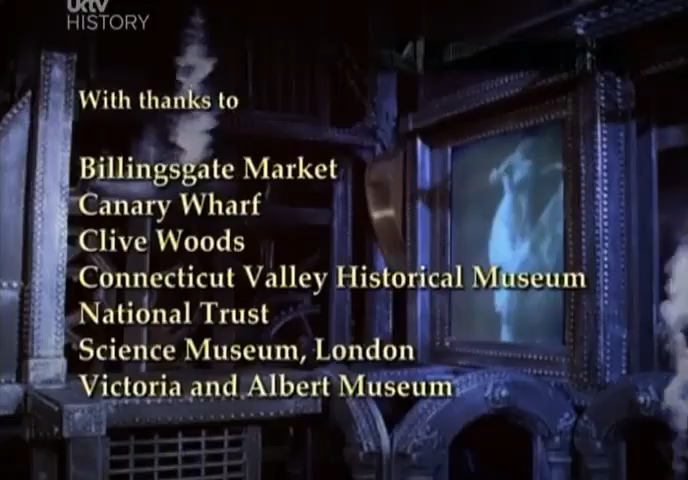 uktv
HISTORY
With thanks to
Billingsgate Market
Canary Wharf
Clive Woods
Connecticut Valley Historical Museum
National Trust
Science Museum, London
Victoria and Albert Museum